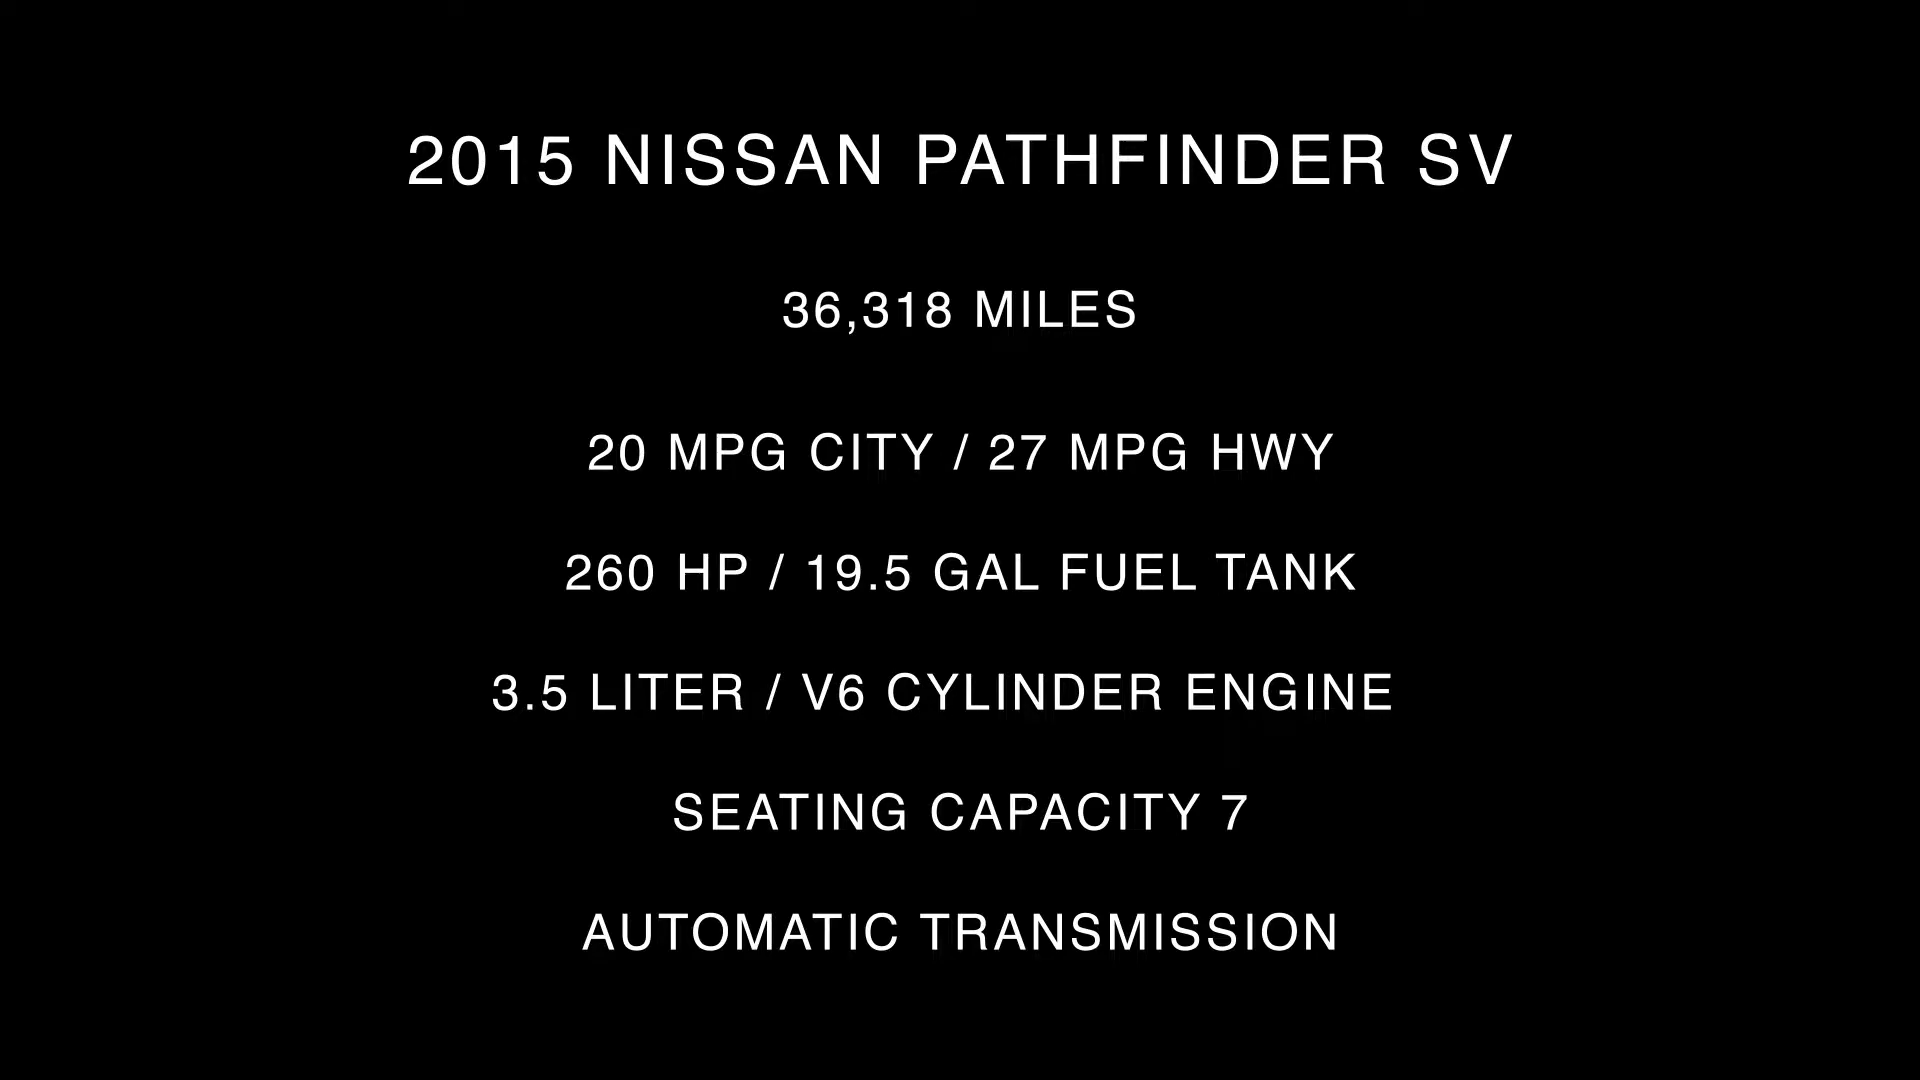 2015 NISSAN PATHFINDER SV
36,318 MILES
20 MPG CITY / 27 MPG HWY
260 HP / 19.5 GAL FUEL TANK
3.5 LITER / V6 CYLINDER ENGINE
SEATING CAPACITY 7
AUTOMATIC TRANSMISSION